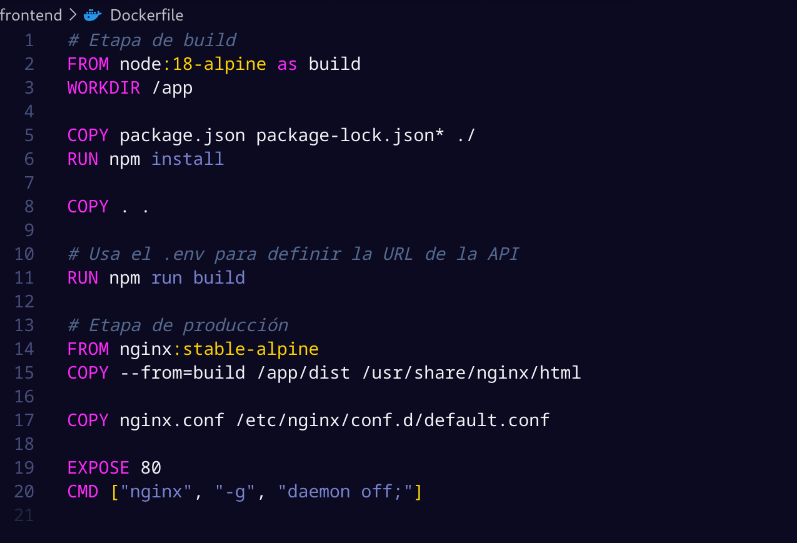 frontend > Dockerfile
1 # Etapa de build
2 FROM node:18-alpine as build
3 WORKDIR /app
4
5 COPY package.json package-lock.json* ./
6 RUN npm install
7
8 COPY . .
9
10 # Usa el .env para definir la URL de la API
11 RUN npm run build
12
13 # Etapa de producción
14 FROM nginx:stable-alpine
15 COPY --from=build /app/dist /usr/share/nginx/html
16
17 COPY nginx.conf /etc/nginx/conf.d/default.conf
18
19 EXPOSE 80
20 CMD ["nginx", "-g", "daemon off;"]
21